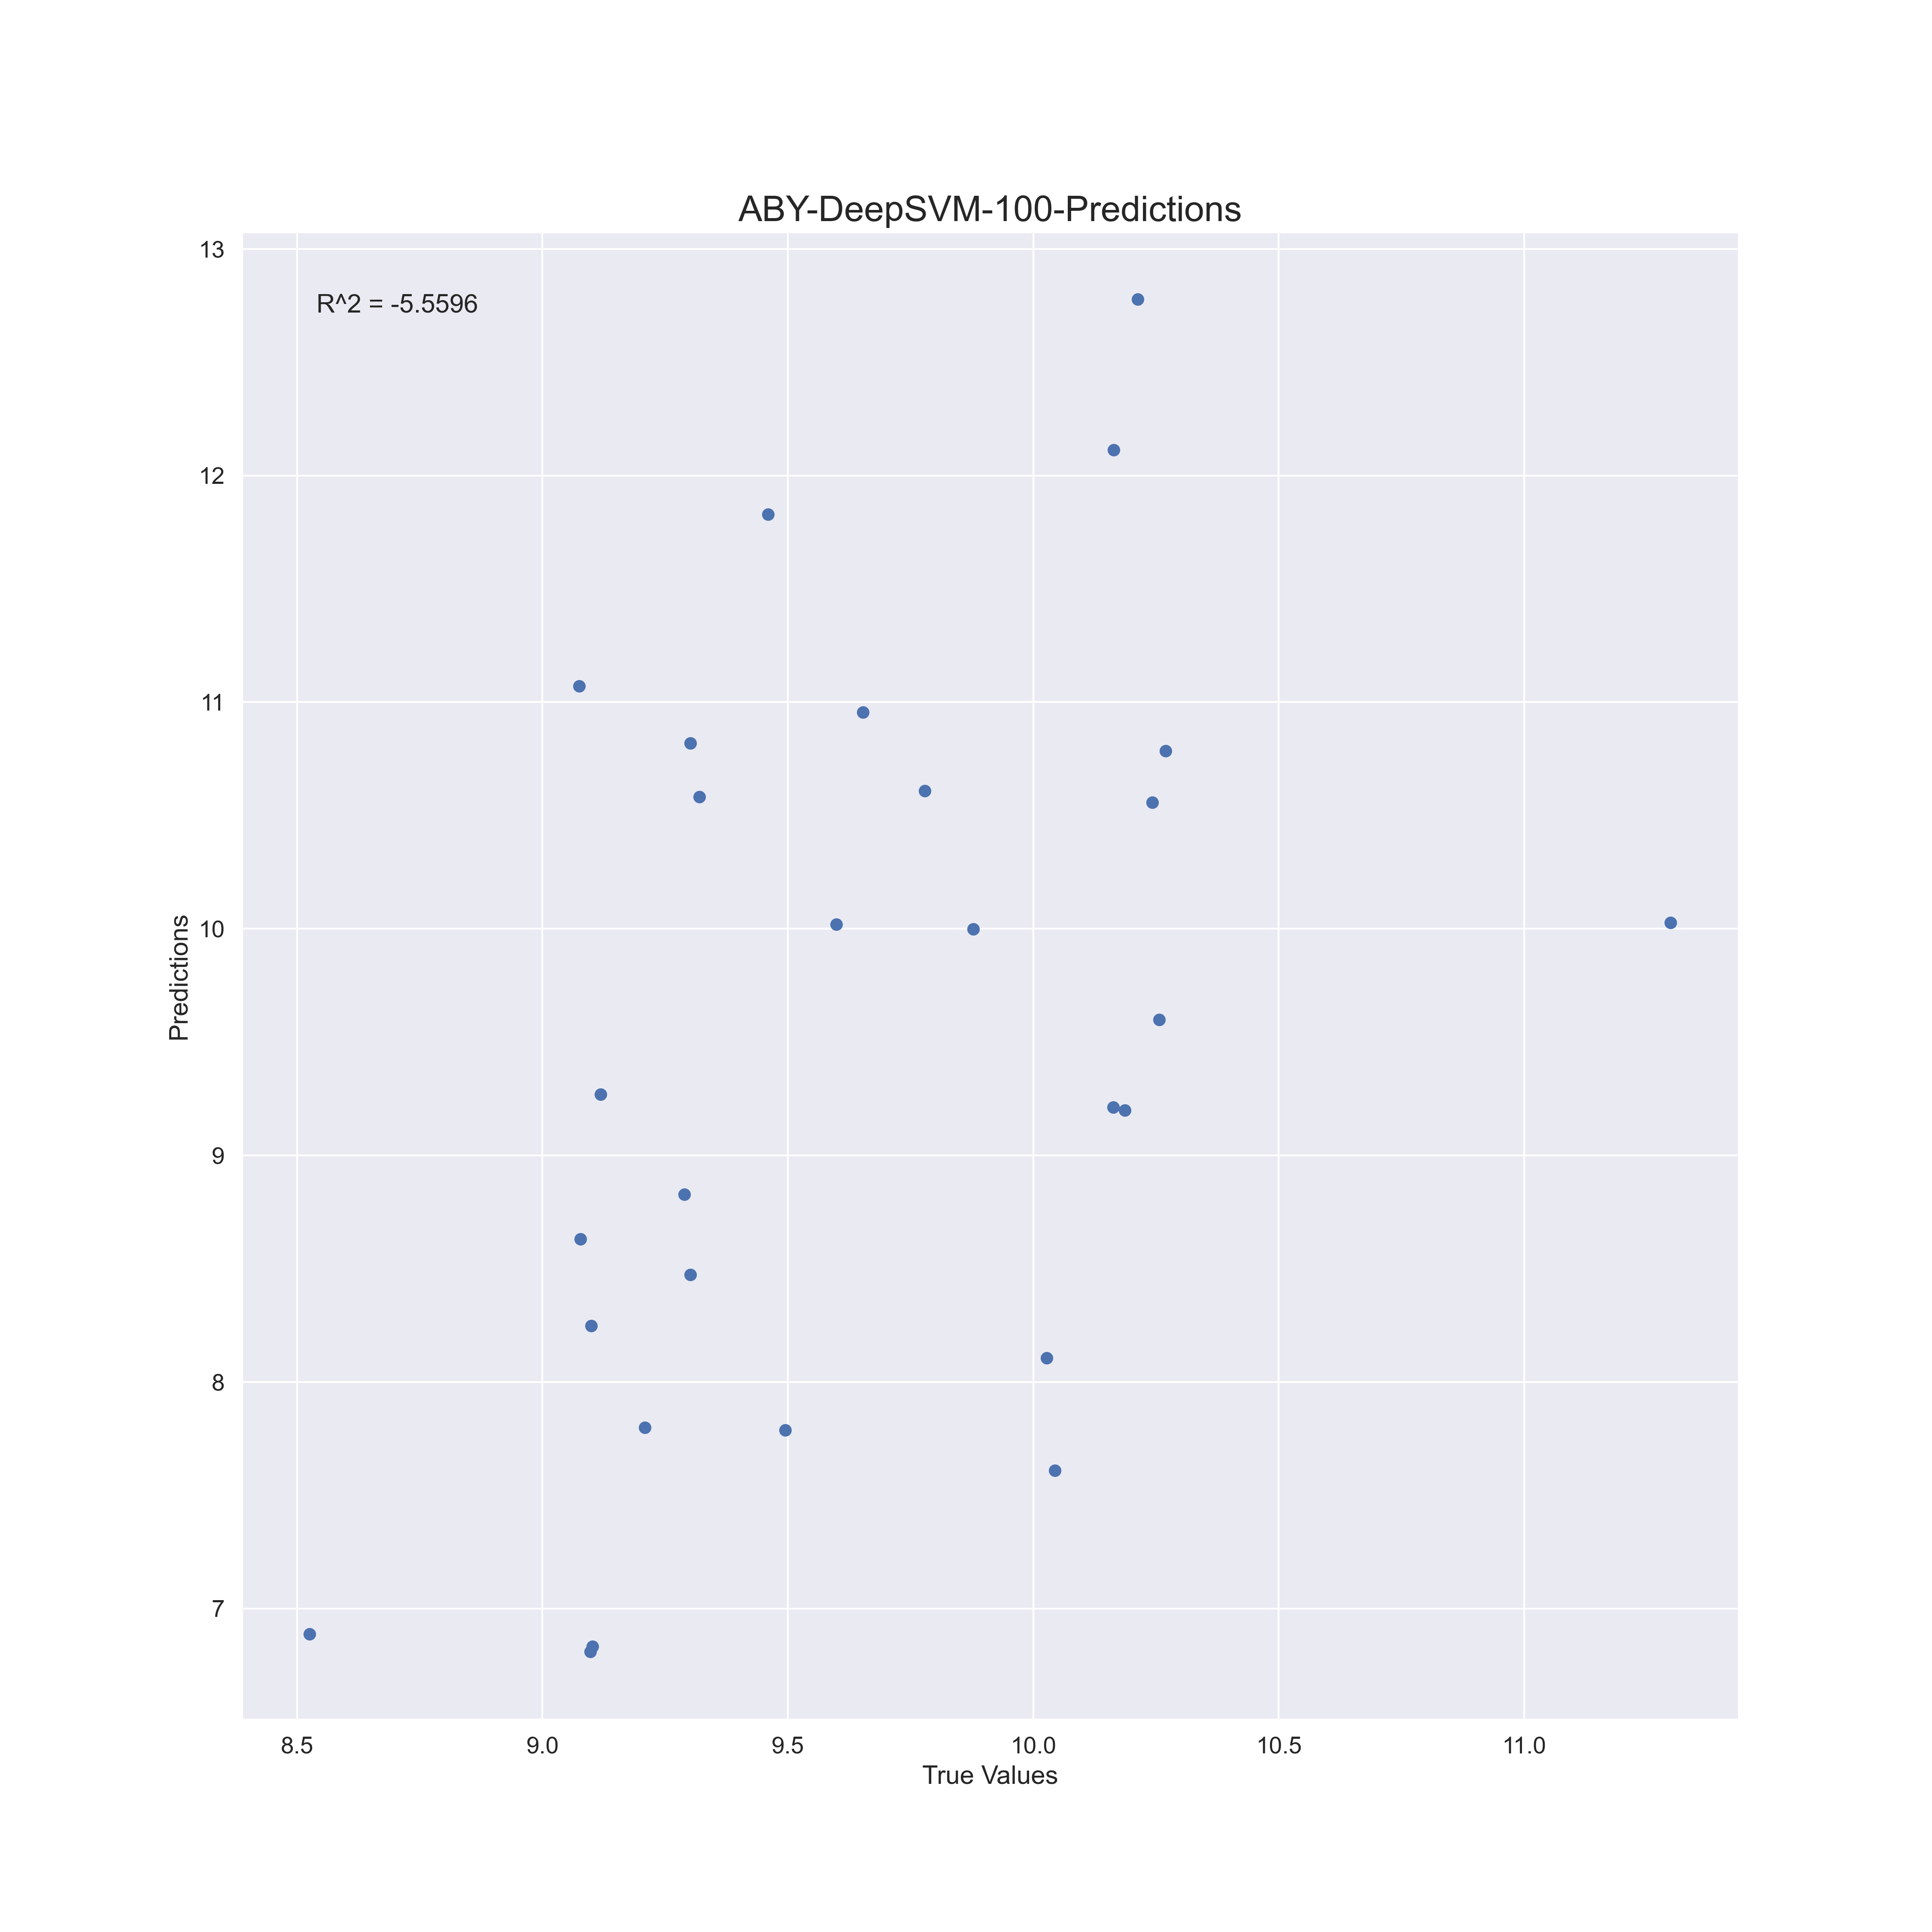 ABY-DeepSVM-100-Predictions
13
R^2 = -5.5596
12
11
10
Predictions
9
8
7
8.5 9.0 9.5 10.0 10.5 11.0
True Values